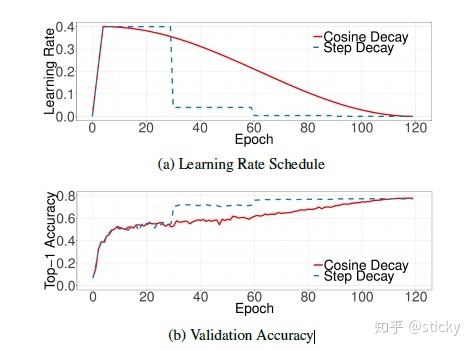 0.4
0.3
0.2
0.1
0.0
Learning Rate
Cosine Decay
Step Decay
0 20 40 60 80 100 120
Epoch
(a) Learning Rate Schedule
0.8
0.6
0.4
0.2
0.0
Top-1 Accuracy
Cosine Decay
Step Decay
0 20 40 60 80 100 120
Epoch
(b) Validation Accuracy
知乎 @sticky